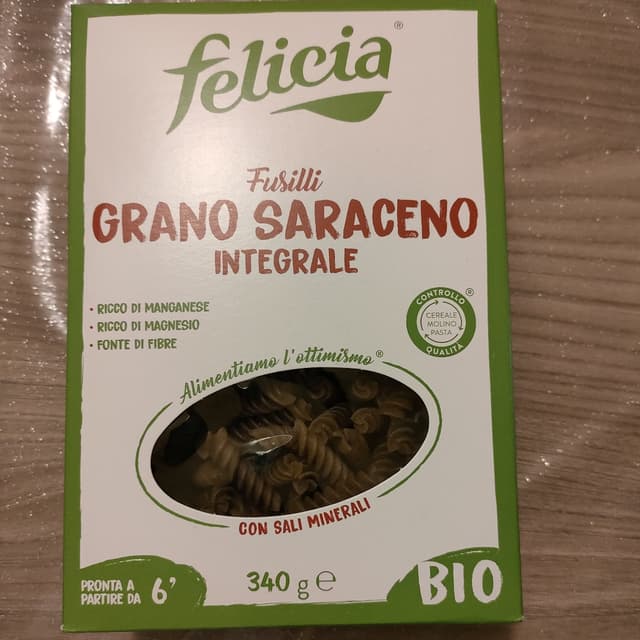 felicia®
Fusilli
GRANO SARACENO
INTEGRALE
• RICCO DI MANGANESE
• RICCO DI MAGNESIO
• FONTE DI FIBRE
CONTROLLO ®
CEREALE
MOLINO
PASTA
QUALITÀ
Alimentiamo l'ottimismo®
CON SALI MINERALI
PRONTA A
PARTIRE DA 6'
340 g ℮
BIO